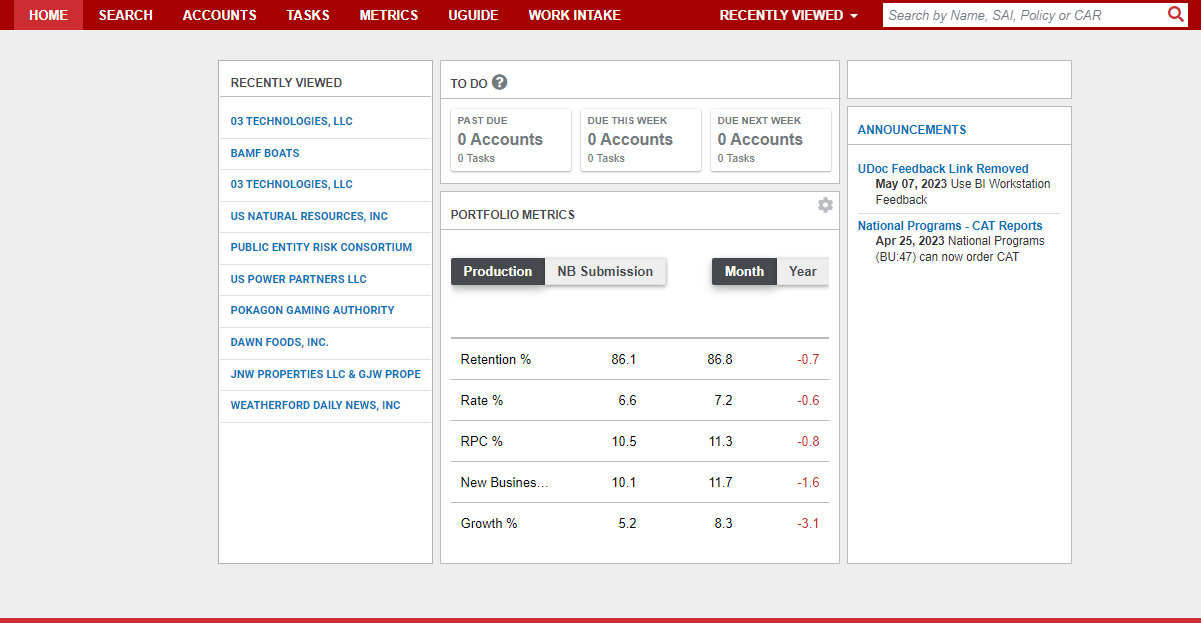 HOME SEARCH ACCOUNTS TASKS METRICS UGUIDE WORK INTAKE RECENTLY VIEWED Search by Name, SAI, Policy or CAR
RECENTLY VIEWED
03 TECHNOLOGIES, LLC
BAMF BOATS
03 TECHNOLOGIES, LLC
US NATURAL RESOURCES, INC
PUBLIC ENTITY RISK CONSORTIUM
US POWER PARTNERS LLC
POKAGON GAMING AUTHORITY
DAWN FOODS, INC.
JNW PROPERTIES LLC & GJW PROPE
WEATHERFORD DAILY NEWS, INC
TO DO ?
PAST DUE
0 Accounts
0 Tasks
DUE THIS WEEK
0 Accounts
0 Tasks
DUE NEXT WEEK
0 Accounts
0 Tasks
PORTFOLIO METRICS
Production NB Submission Month Year
Retention % 86.1 86.8 -0.7
Rate % 6.6 7.2 -0.6
RPC % 10.5 11.3 -0.8
New Busines... 10.1 11.7 -1.6
Growth % 5.2 8.3 -3.1
ANNOUNCEMENTS
UDoc Feedback Link Removed
May 07, 2023 Use BI Workstation
Feedback
National Programs - CAT Reports
Apr 25, 2023 National Programs
(BU:47) can now order CAT